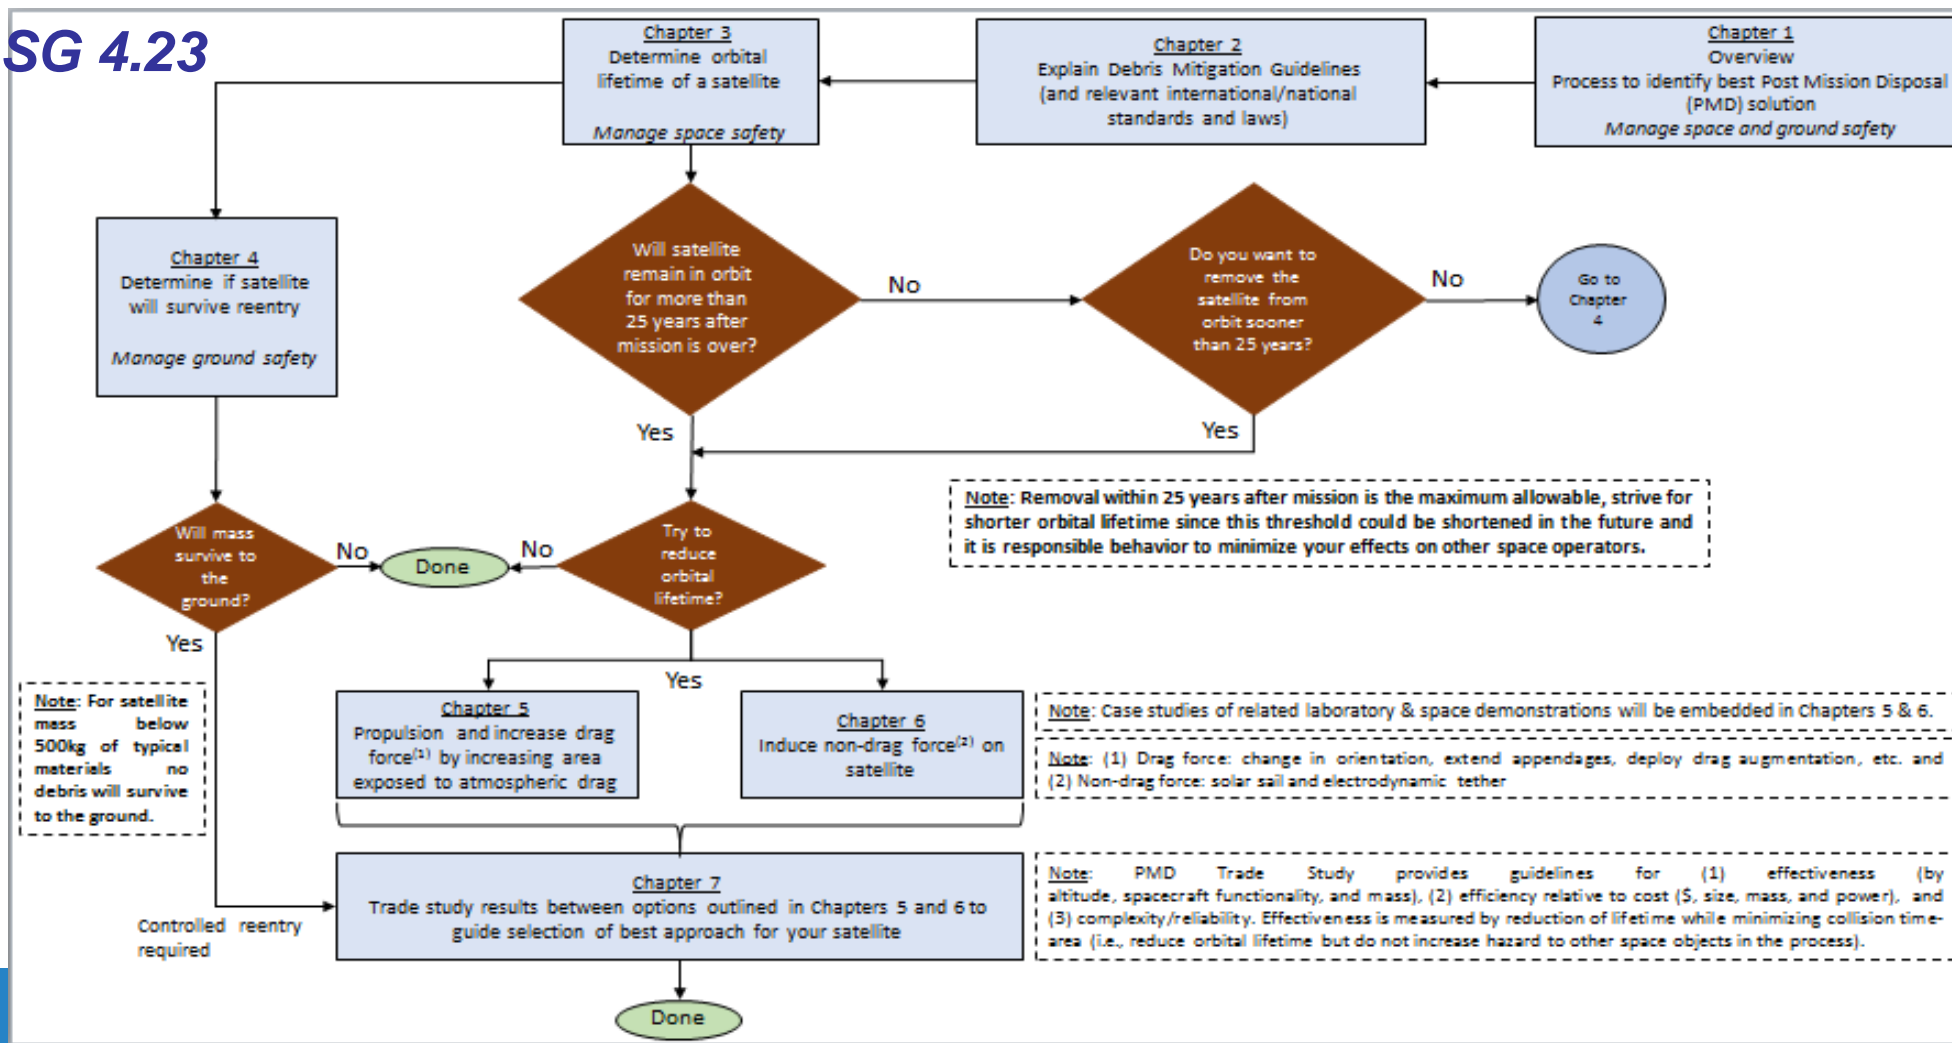 SG 4.23
Chapter 3
Determine orbital
lifetime of a satellite
Manage space safety
Chapter 2
Explain Debris Mitigation Guidelines
(and relevant international/national
standards and laws)
Chapter 1
Overview
Process to identify best Post Mission Disposal
(PMD) solution
Manage space and ground safety
Chapter 4
Determine if satellite
will survive reentry
Manage ground safety
Will satellite
remain in orbit
for more than
25 years after
mission is over?
No
Do you want to
remove the
satellite from
orbit sooner
than 25 years?
No
Go to
Chapter
4
Yes
Yes
Note: Removal within 25 years after mission is the maximum allowable, strive for
shorter orbital lifetime since this threshold could be shortened in the future and
it is responsible behavior to minimize your effects on other space operators.
Will mass
survive to
the
ground?
No
Done
No
Try to
reduce
orbital
lifetime?
Yes
Yes
Note: For satellite
mass below
500kg of typical
materials no
debris will survive
to the ground.
Chapter 5
Propulsion and increase drag
force(1) by increasing area
exposed to atmospheric drag
Chapter 6
Induce non-drag force(2) on
satellite
Note: Case studies of related laboratory & space demonstrations will be embedded in Chapters 5 & 6.
Note: (1) Drag force: change in orientation, extend appendages, deploy drag augmentation, etc. and
(2) Non-drag force: solar sail and electrodynamic tether
Chapter 7
Trade study results between options outlined in Chapters 5 and 6 to
guide selection of best approach for your satellite
Note: PMD Trade Study provides guidelines for (1) effectiveness (by
altitude, spacecraft functionality, and mass), (2) efficiency relative to cost ($, size, mass, and power), and
(3) complexity/reliability. Effectiveness is measured by reduction of lifetime while minimizing collision time-
area (i.e., reduce orbital lifetime but do not increase hazard to other space objects in the process).
Controlled reentry
required
Done